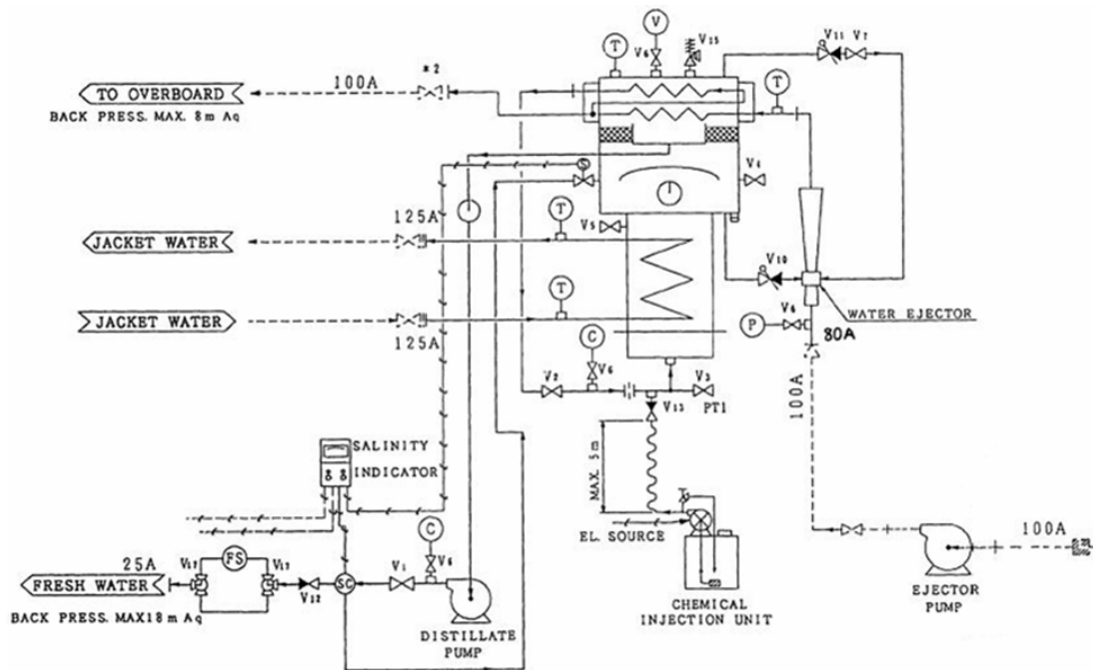 V
T
V6
V15
V11 V7
*2
100A
TO OVERBOARD
BACK PRESS. MAX. 8m Aq
T
S
V4
125A
T
V5
JACKET WATER
V10
T
JACKET WATER
V6
P
80A
WATER EJECTOR
125A
C
V6
V2
V3
V13
PT1
100A
MAX. 5m
SALINITY
INDICATOR
EL. SOURCE
C
V6
100A
25A
V17
FS
V17
V1
FRESH WATER
V12
SC
BACK PRESS. MAX18m Aq
DISTILLATE
PUMP
CHEMICAL
INJECTION UNIT
EJECTOR
PUMP